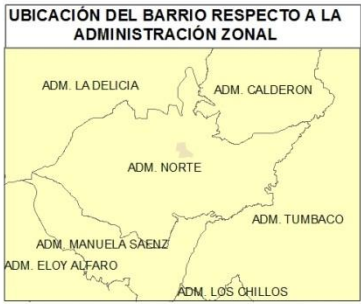 UBICACIÓN DEL BARRIO RESPECTO A LA
ADMINISTRACIÓN ZONAL
ADM. LA DELICIA
ADM. CALDERON
ADM. NORTE
ADM. TUMBACO
ADM. MANUELA SAENZ
ADM. ELOY ALFARO
ADM. LOS CHILLOS